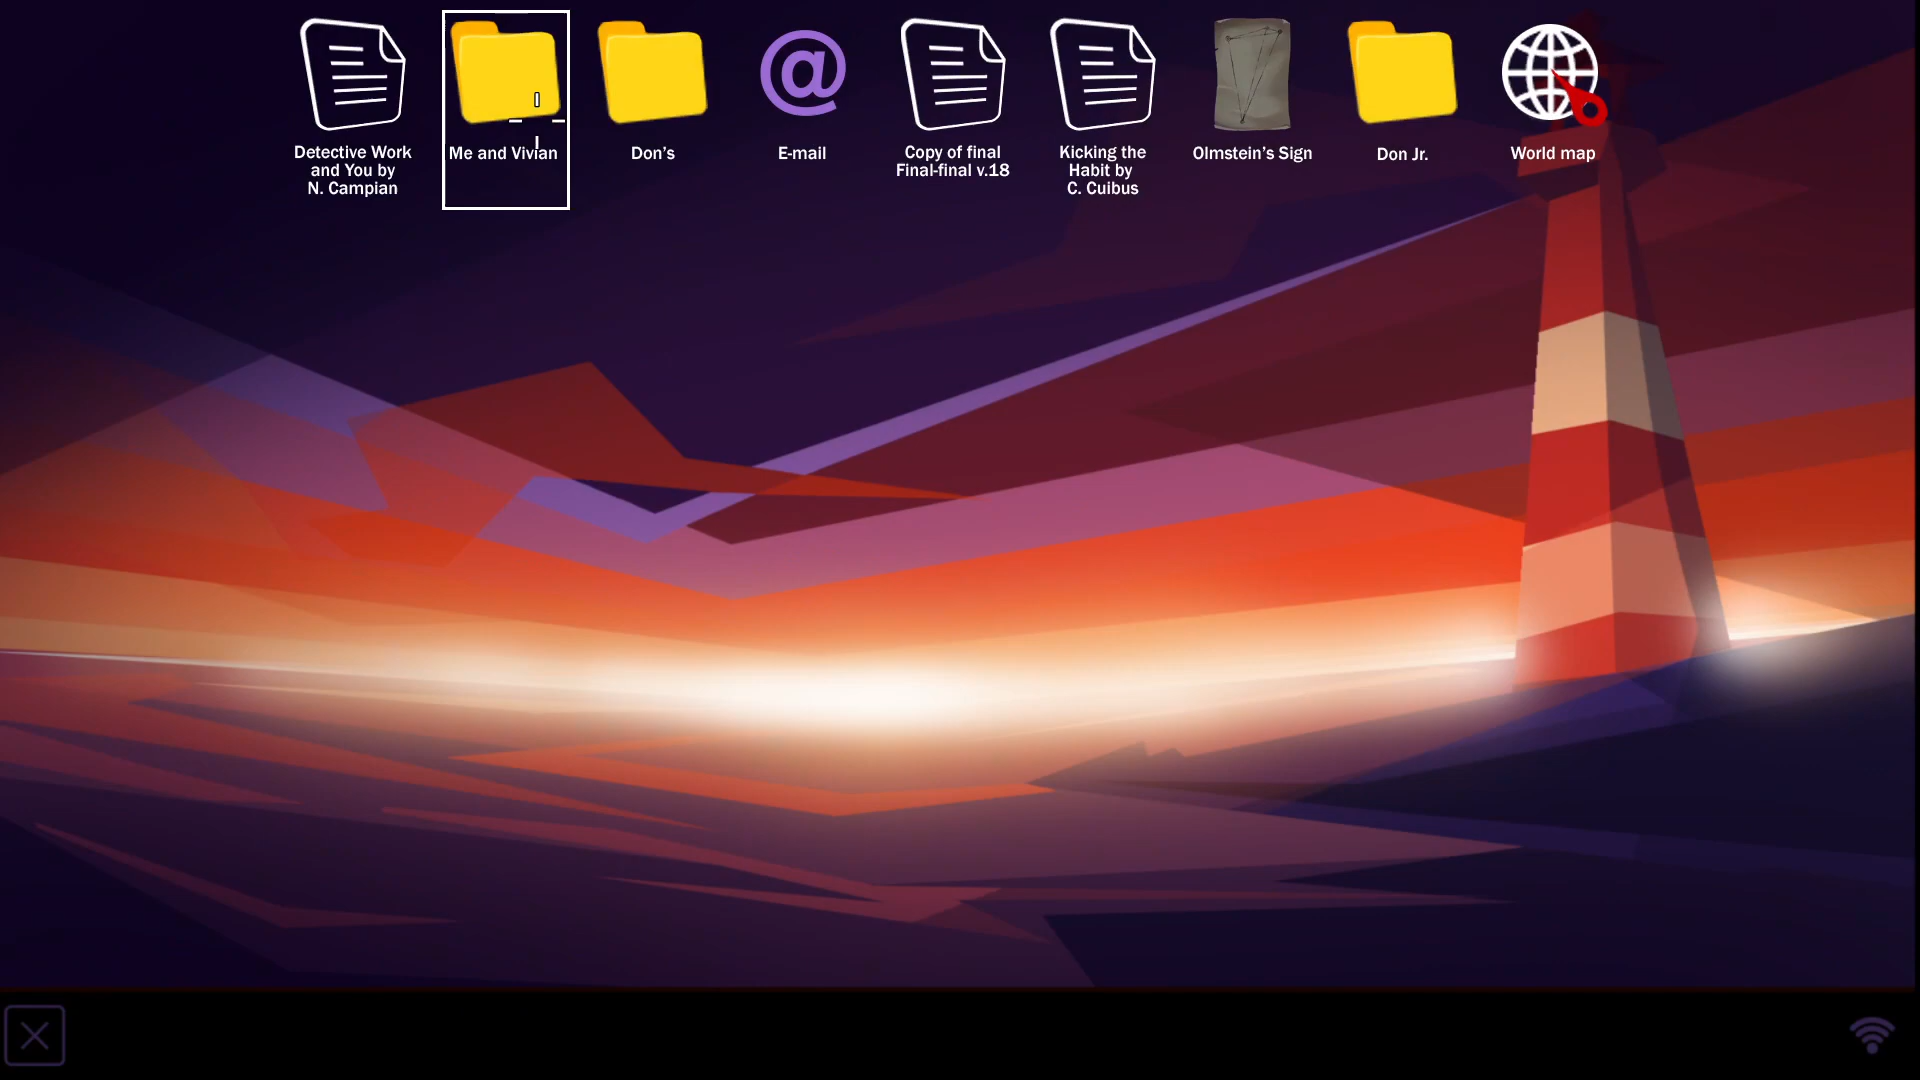 Detective Work
and You by
N. Campian
Me and Vivian
Don's
@
E-mail
Copy of final
Final-final v.18
Kicking the
Habit by
C. Cuibus
Olmstein's Sign
Don Jr.
World map